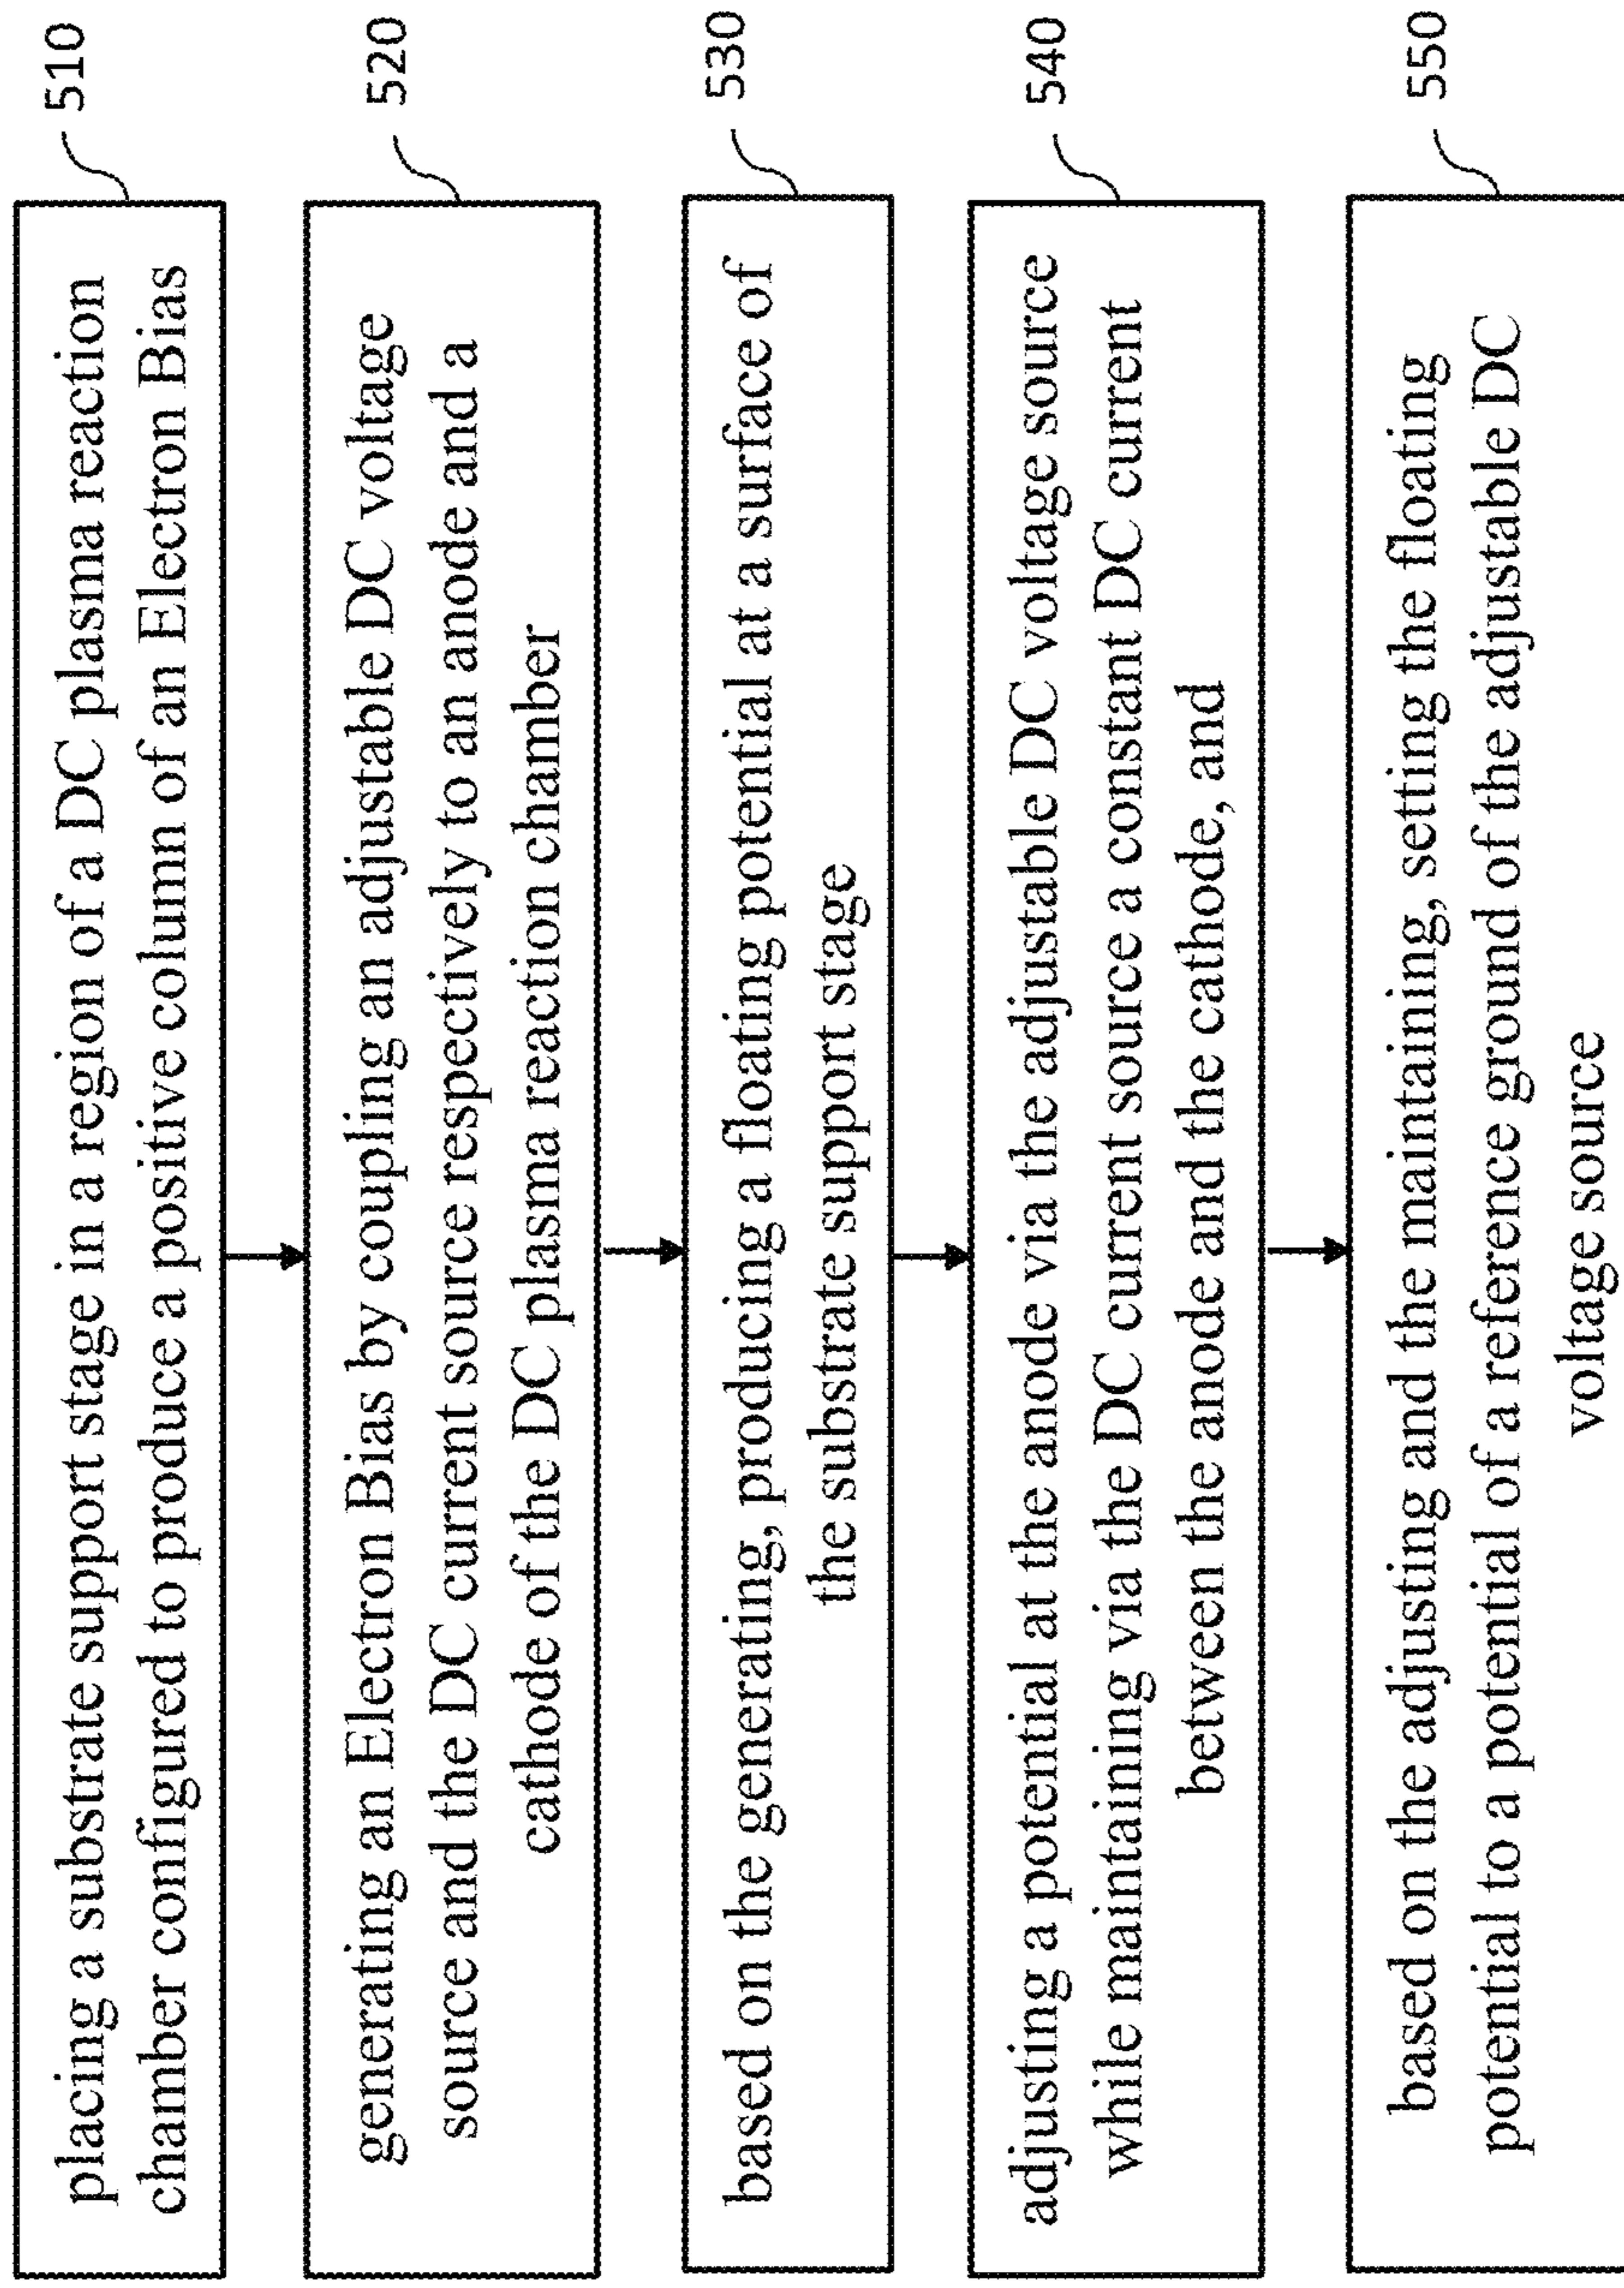 placing a substrate support stage in a region of a DC plasma reaction
chamber configured to produce a positive column of an Electron Bias
510
generating an Electron Bias by coupling an adjustable DC voltage
source and the DC current source respectively to an anode and a
cathode of the DC plasma reaction chamber
520
based on the generating, producing a floating potential at a surface of
the substrate support stage
530
adjusting a potential at the anode via the adjustable DC voltage source
while maintaining via the DC current source a constant DC current
between the anode and the cathode, and
540
based on the adjusting and the maintaining, setting the floating
potential to a potential of a reference ground of the adjustable DC
voltage source
550